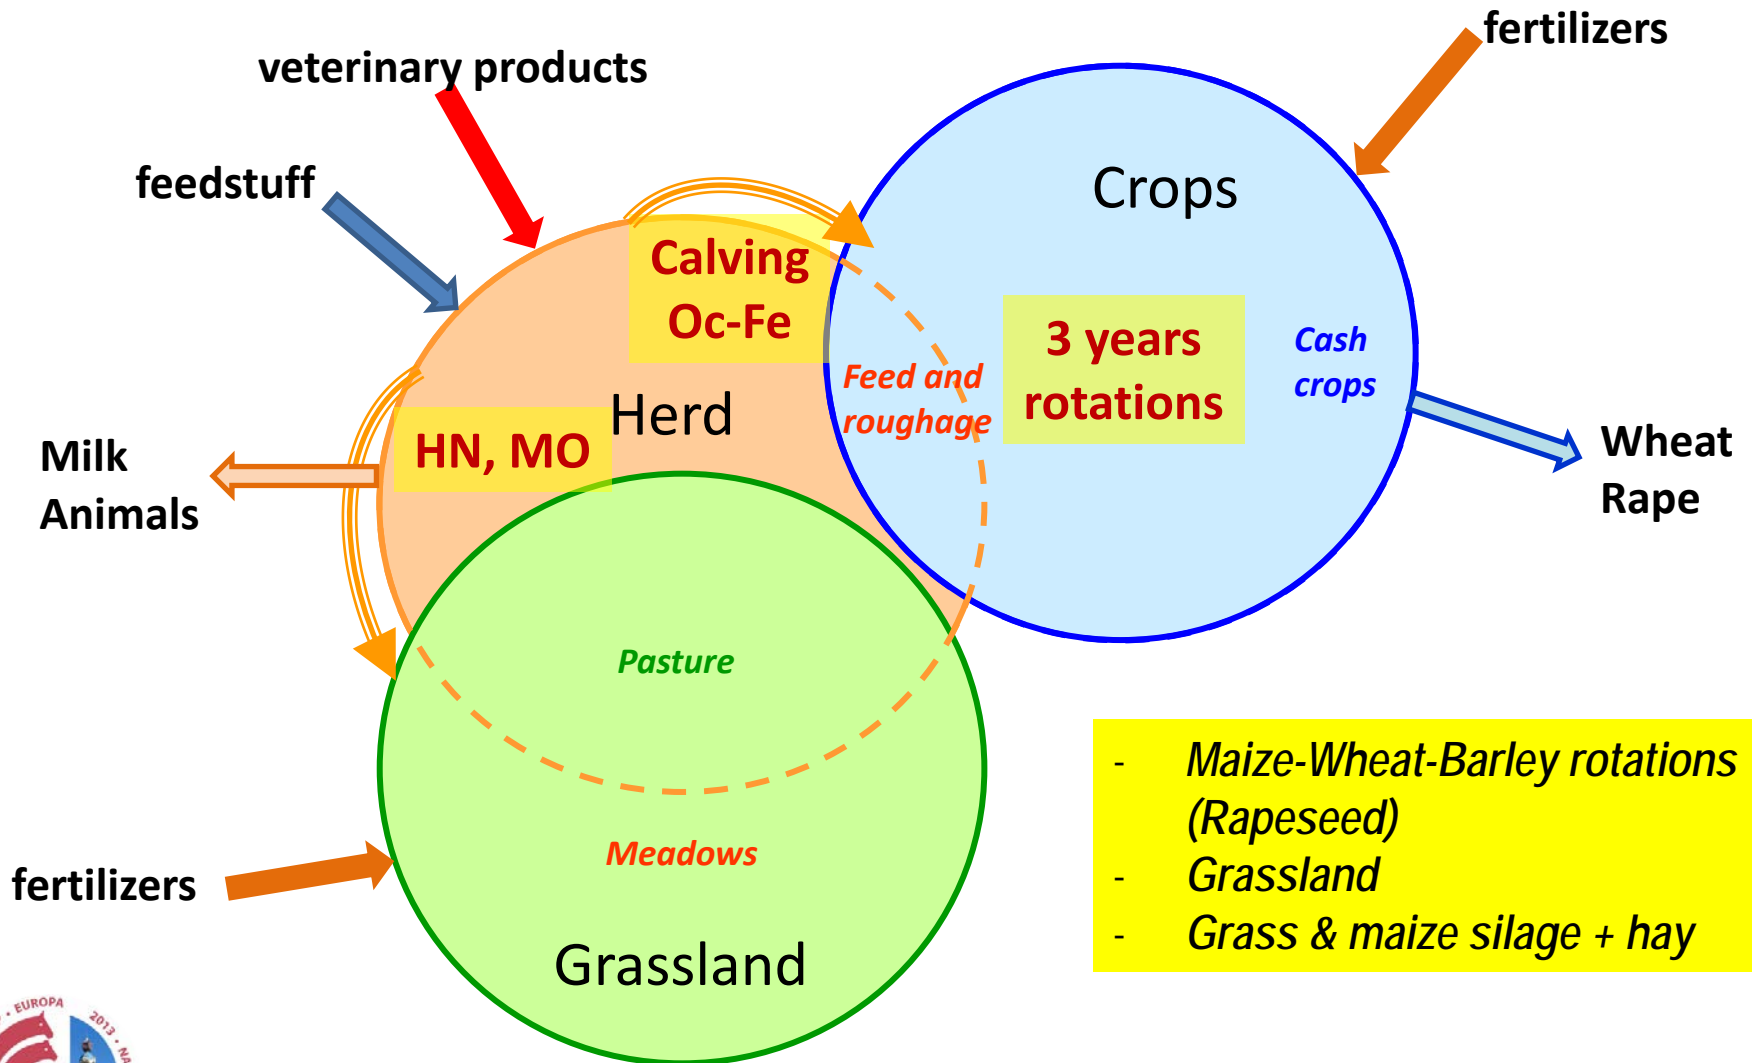 fertilizers
veterinary products
feedstuff
Crops
Calving
Oc-Fe
3 years
rotations
Cash
crops
Feed and
roughage
Herd
HN, MO
Milk
Animals
Wheat
Rape
Pasture
- Maize-Wheat-Barley rotations
(Rapeseed)
- Grassland
- Grass & maize silage + hay
Meadows
fertilizers
Grassland
• EUROPA
2013 •